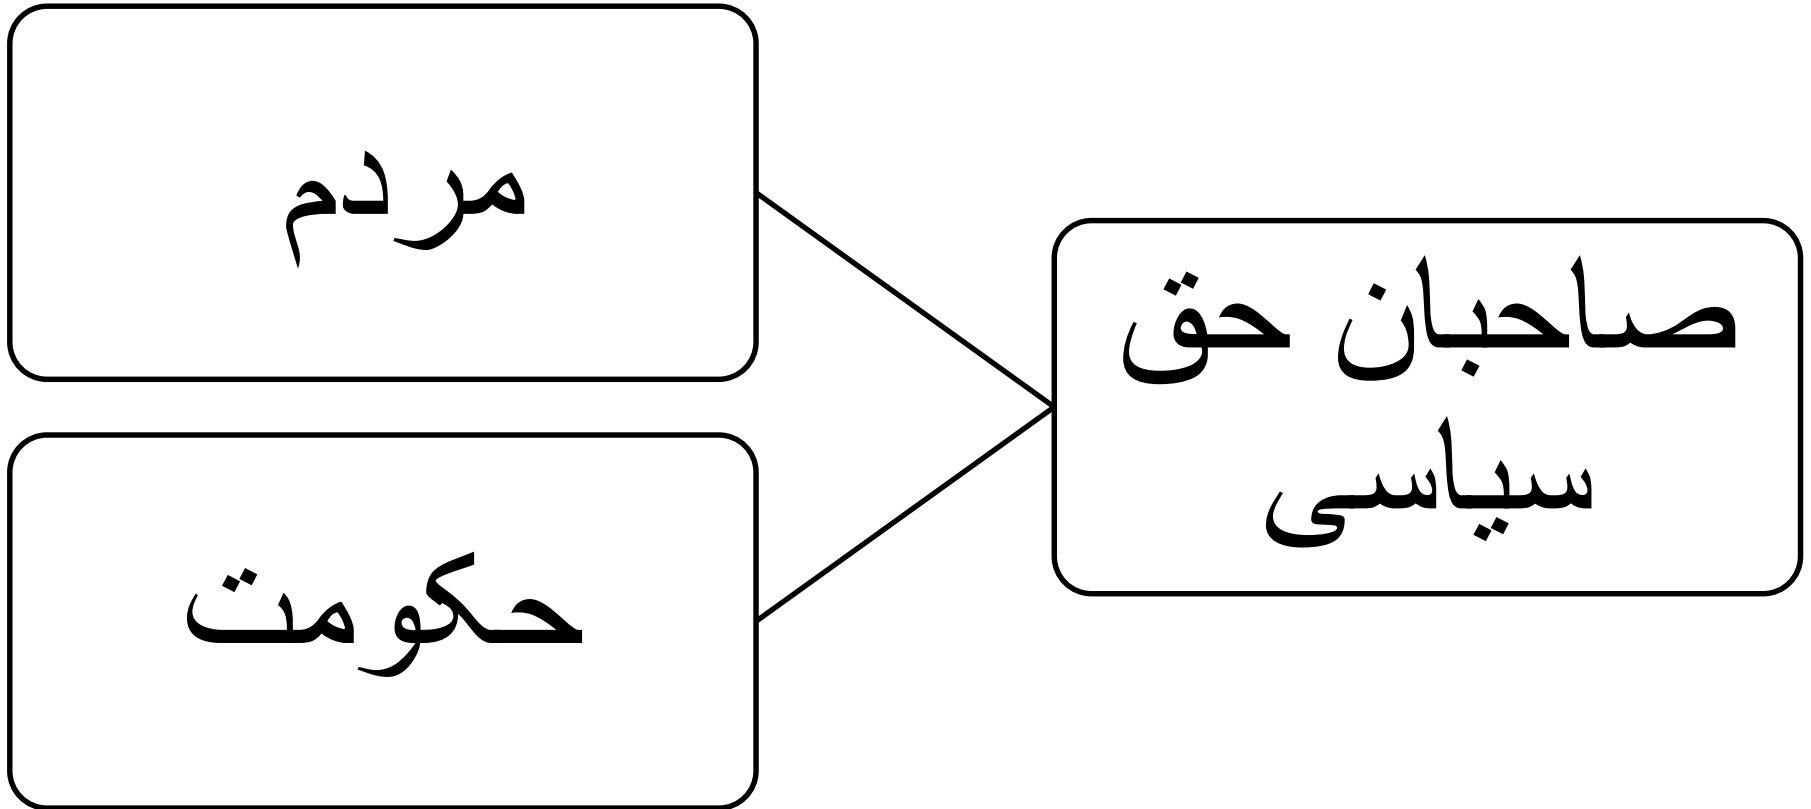 صاحبان حق
سیاسی
مردم
حکومت